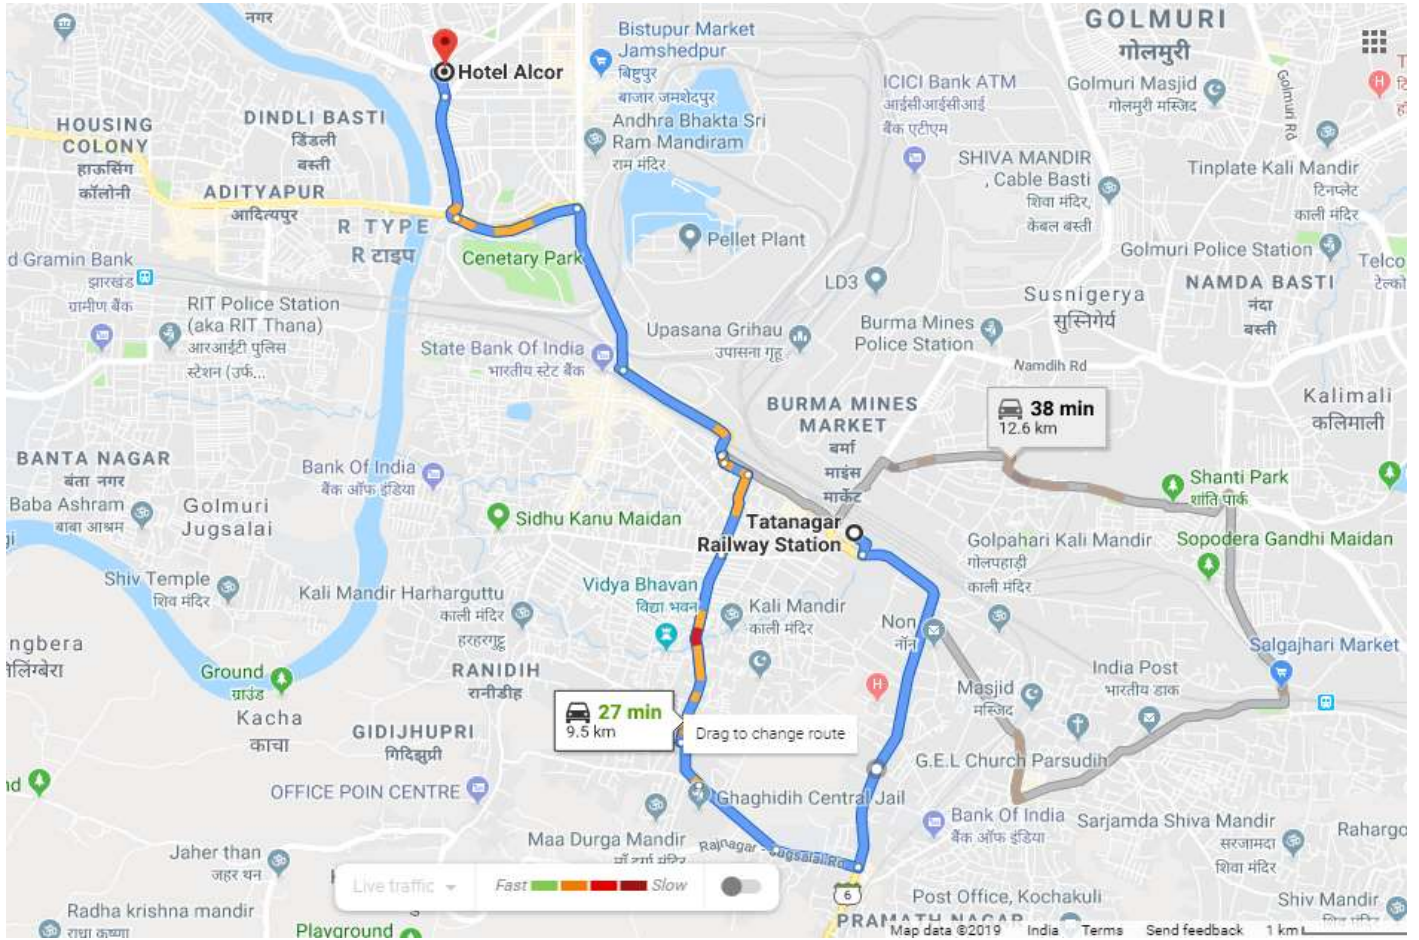 नगर
Hotel Alcor
Bistupur Market
Jamshedpur
बिष्टुपुर
बाजार जमशेदपुर
GOLMURI
गोलमुरी
Golmuri Masjid
गोलमुरी मस्जिद
Golmuri Rd
ICICI Bank ATM
आईसीआईसीआई
बैंक एटीएम
HOUSING
COLONY
हाऊसिंग
कॉलोनी
DINDLI BASTI
डिंडली
बस्ती
Andhra Bhakta Sri
Ram Mandiram
राम मंदिर
SHIVA MANDIR
, Cable Basti
शिवा मंदिर,
केबल बस्ती
Tinplate Kali Mandir
टिनप्लेट
काली मंदिर
ADITYAPUR
आदित्यपुर
R TYPE
R टाइप
Cenetary Park
Pellet Plant
Golmuri Police Station
Telco
टेल्को
d Gramin Bank
झारखंड
ग्रामीण बैंक
LD3
NAMDA BASTI
नंदा
बस्ती
Susnigerya
सुस्निगेर्य
RIT Police Station
(aka RIT Thana)
आरआईटी पुलिस
स्टेशन (उर्फ...
Upasana Grihau
उपासना गृह
Burma Mines
Police Station
State Bank Of India
भारतीय स्टेट बैंक
Namdih Rd
Kalimali
कलिमाली
BURMA MINES
MARKET
बर्मा
माइंस
मार्केट
38 min
12.6 km
BANTA NAGAR
बंता नगर
Bank Of India
बैंक ऑफ इंडिया
Shanti Park
शांति पार्क
Baba Ashram
बाबा आश्रम
Golmuri
Jugsalai
Sidhu Kanu Maidan
Tatanagar
Railway Station
Golpahari Kali Mandir
गोलपहाड़ी
काली मंदिर
Sopodera Gandhi Maidan
Shiv Temple
शिव मंदिर
Kali Mandir Harharguttu
काली मंदिर
हरहरगुट्टू
Vidya Bhavan
विद्या भवन
Kali Mandir
काली मंदिर
Non
नॉन
ngbera
Salgajhari Market
Ground
ग्राउंड
RANIDIH
रानीडीह
India Post
भारतीय डाक
Masjid
मस्जिद
Kacha
काचा
GIDIJHUPRI
गिदिझुप्री
27 min
9.5 km
Drag to change route
G.E.L Church Parsudih
OFFICE POIN CENTRE
Ghaghidih Central Jail
Bank Of India
बैंक ऑफ इंडिया
Sarjamda Shiva Mandir
सरजामदा
शिवा मंदिर
Rahargo
Maa Durga Mandir
माँ दुर्गा मंदिर
Rajnagar - Jugsalai Rd
Jaher than
जहर थन
Live traffic
Fast
Slow
6
Post Office, Kochakuli
Shiv Mandir
शिव मंदिर
Radha krishna mandir
राधा कृष्णा
Playground
PRAMATH NAGAR
Map data ©2019 India Terms Send feedback 1 km